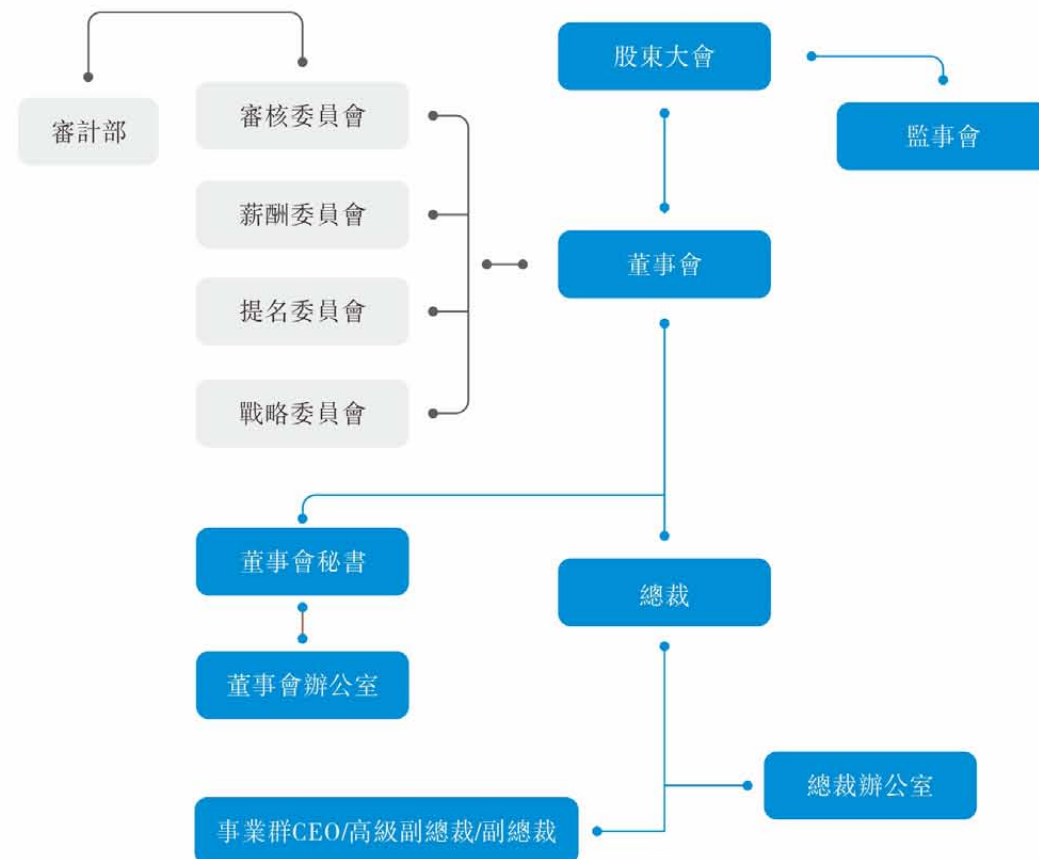 股東大會
審計部
審核委員會
監事會
薪酬委員會
董事會
提名委員會
戰略委員會
董事會秘書
總裁
董事會辦公室
總裁辦公室
事業群CEO/高級副總裁/副總裁